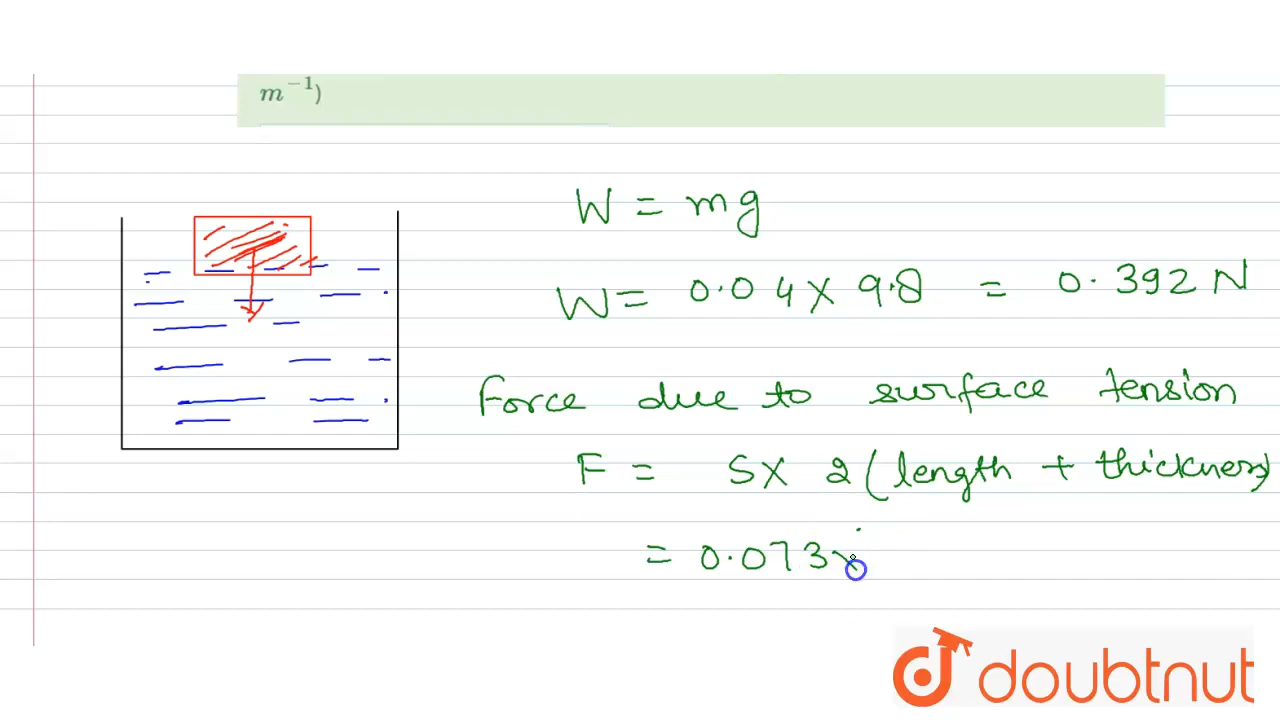 m⁻¹)
W = mg
W = 0.04 X 9.8 = 0.392 N
Force due to surface tension
F = S X 2 (length + thickness)
= 0.073 x
doubtnut